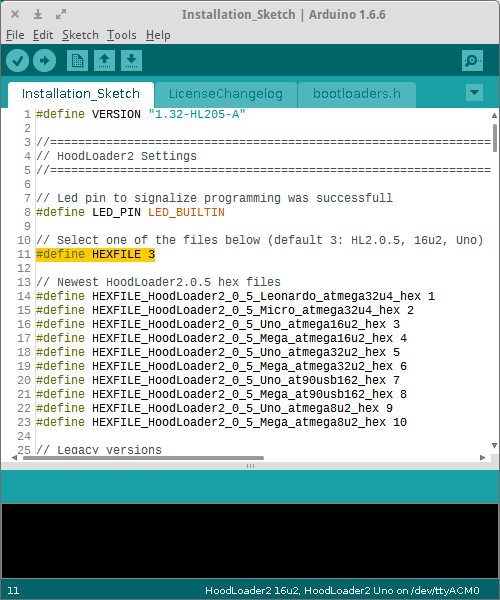 Installation_Sketch | Arduino 1.6.6
File Edit Sketch Tools Help
Installation_Sketch LicenseChangelog bootloaders.h
1 #define VERSION "1.32-HL205-A"
2
3 //===============================================================
4 // HoodLoader2 Settings
5 //===============================================================
6
7 // Led pin to signalize programming was successfull
8 #define LED_PIN LED_BUILTIN
9
10 // Select one of the files below (default 3: HL2.0.5, 16u2, Uno)
11 #define HEXFILE 3
12
13 // Newest HoodLoader2.0.5 hex files
14 #define HEXFILE_HoodLoader2_0_5_Leonardo_atmega32u4_hex 1
15 #define HEXFILE_HoodLoader2_0_5_Micro_atmega32u4_hex 2
16 #define HEXFILE_HoodLoader2_0_5_Uno_atmega16u2_hex 3
17 #define HEXFILE_HoodLoader2_0_5_Mega_atmega16u2_hex 4
18 #define HEXFILE_HoodLoader2_0_5_Uno_atmega32u2_hex 5
19 #define HEXFILE_HoodLoader2_0_5_Mega_atmega32u2_hex 6
20 #define HEXFILE_HoodLoader2_0_5_Uno_at90usb162_hex 7
21 #define HEXFILE_HoodLoader2_0_5_Mega_at90usb162_hex 8
22 #define HEXFILE_HoodLoader2_0_5_Uno_atmega8u2_hex 9
23 #define HEXFILE_HoodLoader2_0_5_Mega_atmega8u2_hex 10
24
25 // Legacy versions
11 HoodLoader2 16u2, HoodLoader2 Uno on /dev/ttyACM0